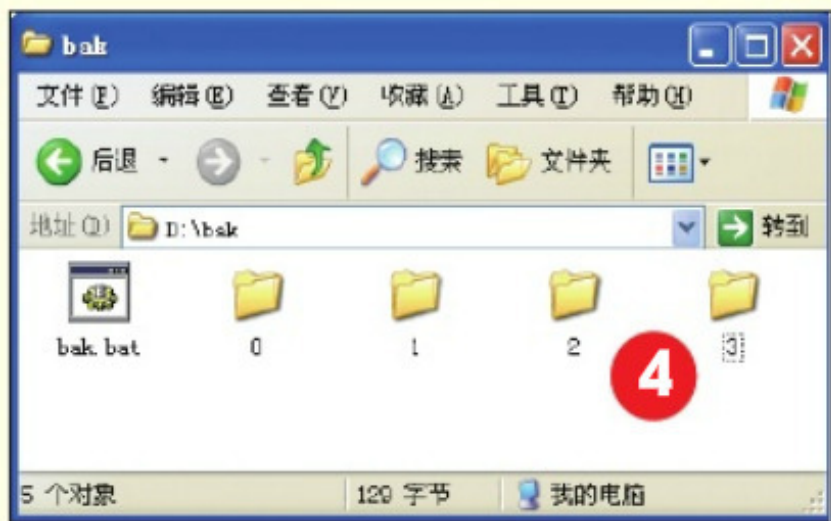 bak
文件(F) 编辑(E) 查看(V) 收藏(A) 工具(T) 帮助(H)
后退 搜索 文件夹
地址(D) D:\bak 转到
bak.bat 0 1 2 3
4
5 个对象 129 字节 我的电脑